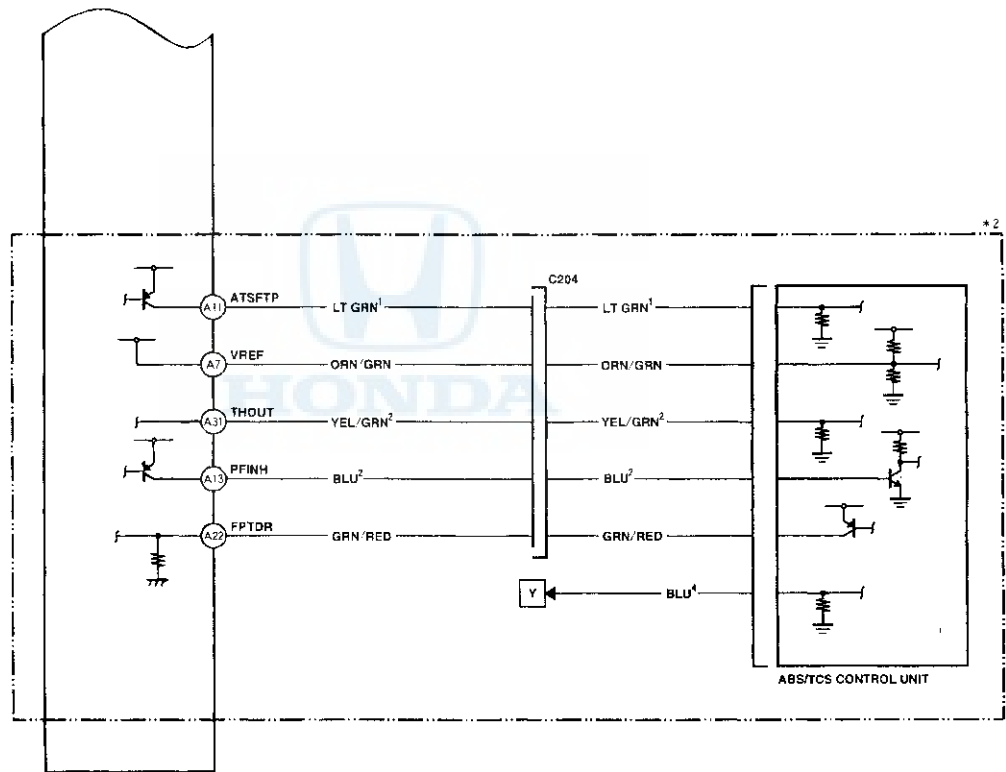 *2
C204
A11 ATSFTP LT GRN¹ LT GRN¹
A7 VREF ORN/GRN ORN/GRN
A31 THOUT YEL/GRN² YEL/GRN²
A13 PFINH BLU² BLU²
A22 FPTDR GRN/RED GRN/RED
Y BLU⁴
ABS/TCS CONTROL UNIT
HONDA